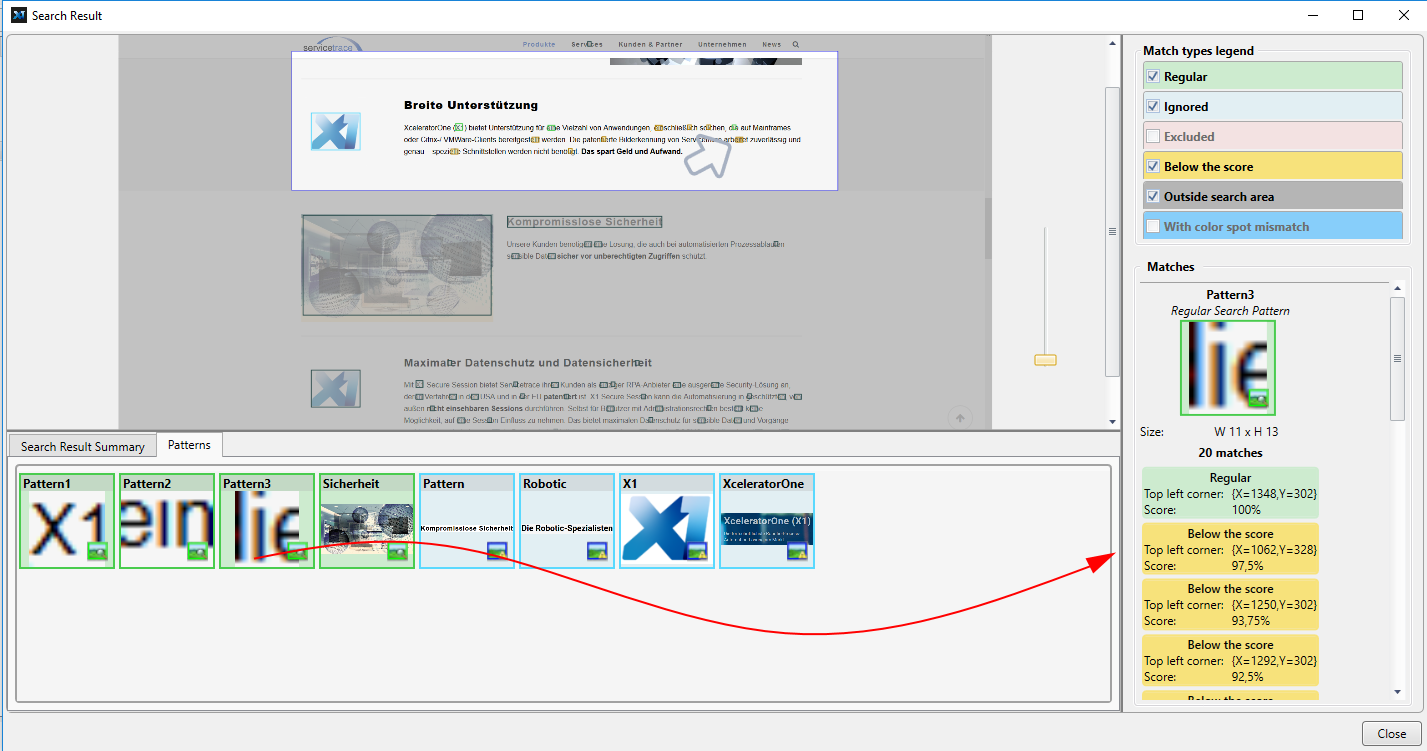 Search Result
servicetrace
Produkte Services Kunden & Partner Unternehmen News
Breite Unterstützung
XceleratorOne (X1) bietet Unterstützung für eine Vielzahl von Anwendungen, einschließlich solchen, die auf Mainframes
oder Citrix-/ VMWare-Clients bereitgestellt werden. Die patentierte Bilderkennung von Servicetrace arbeitet zuverlässig und
genau spezielle Schnittstellen werden nicht benötigt. Das spart Geld und Aufwand.
Kompromisslose Sicherheit
Unsere Kunden benötigen eine Lösung, die auch bei automatisierten Prozessabläufen
sensible Daten sicher vor unberechtigten Zugriffen schützt.
Maximaler Datenschutz und Datensicherheit
Mit X1 Secure Session bietet Servicetrace ihren Kunden als einziger RPA-Anbieter eine ausgereifte Security-Lösung an,
deren Verfahren in den USA und in der EU patentiert ist. X1 Secure Session kann die Automatisierung in geschützten, von
außen nicht einsehbaren Sessions durchführen. Selbst für Benutzer mit Administrationsrechten besteht keine
Möglichkeit, auf eine Session Einfluss zu nehmen. Das bietet maximalen Datenschutz für sensible Daten und Vorgänge
Match types legend
Regular
Ignored
Excluded
Below the score
Outside search area
With color spot mismatch
Matches
Pattern3
Regular Search Pattern
lie
Size: W 11 x H 13
20 matches
Regular
Top left corner: {X=1348,Y=302}
Score: 100%
Below the score
Top left corner: {X=1062,Y=328}
Score: 97,5%
Below the score
Top left corner: {X=1250,Y=302}
Score: 93,75%
Below the score
Top left corner: {X=1292,Y=302}
Score: 92,5%
Below the score
Search Result Summary Patterns
Pattern1 Pattern2 Pattern3 Sicherheit Pattern Robotic X1 XceleratorOne
X1 ein lie Kompromisslose Sicherheit Die Robotic-Spezialisten XceleratorOne (X1)
Close